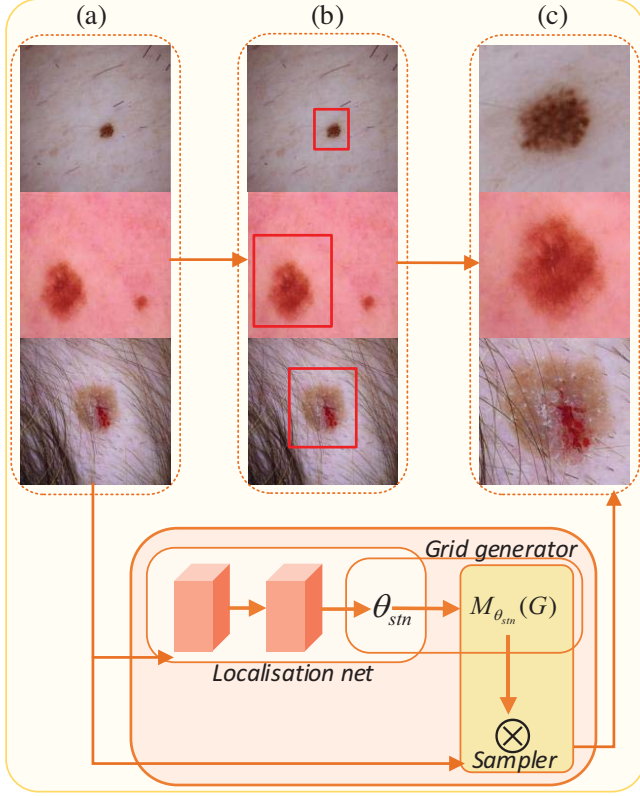 (a) (b) (c)
Grid generator
θ_stn
M_θ_stn(G)
Localisation net
Sampler